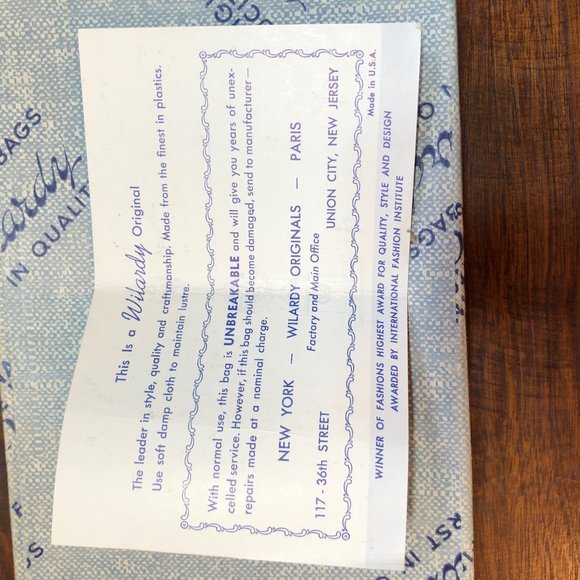 This Is a Wilardy Original
The leader in style, quality and craftsmanship. Made from the finest in plastics.
Use soft damp cloth to maintain lustre.
With normal use, this bag is UNBREAKABLE and will give you years of unex-
celled service. However, if this bag should become damaged, send to manufacturer —
repairs made at a nominal charge.
NEW YORK — WILARDY ORIGINALS — PARIS
Factory and Main Office
117 - 36th STREET UNION CITY, NEW JERSEY
Made in U.S.A.
WINNER OF FASHIONS HIGHEST AWARD FOR QUALITY, STYLE AND DESIGN
AWARDED BY INTERNATIONAL FASHION INSTITUTE
BAGS
IN QUALIT
BAGS
RST IN